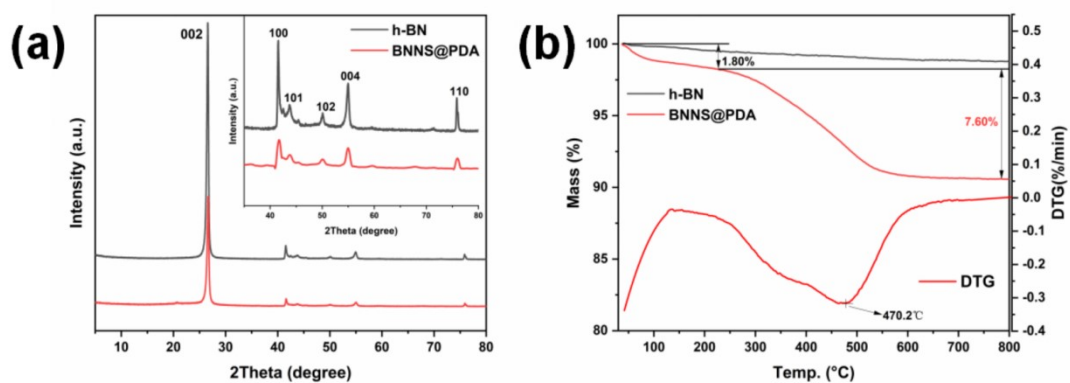 (a)
002
h-BN
BNNS@PDA
100
101
102
004
110
Intensity (a.u.)
40 50 60 70 80
2Theta (degree)
Intensity (a.u.)
10 20 30 40 50 60 70 80
2Theta (degree)
(b)
100
95
90
85
80
Mass (%)
1.80%
7.60%
h-BN
BNNS@PDA
DTG
470.2℃
0.5
0.4
0.3
0.2
0.1
0.0
-0.1
-0.2
-0.3
-0.4
DTG(%/min)
100 200 300 400 500 600 700 800
Temp. (°C)